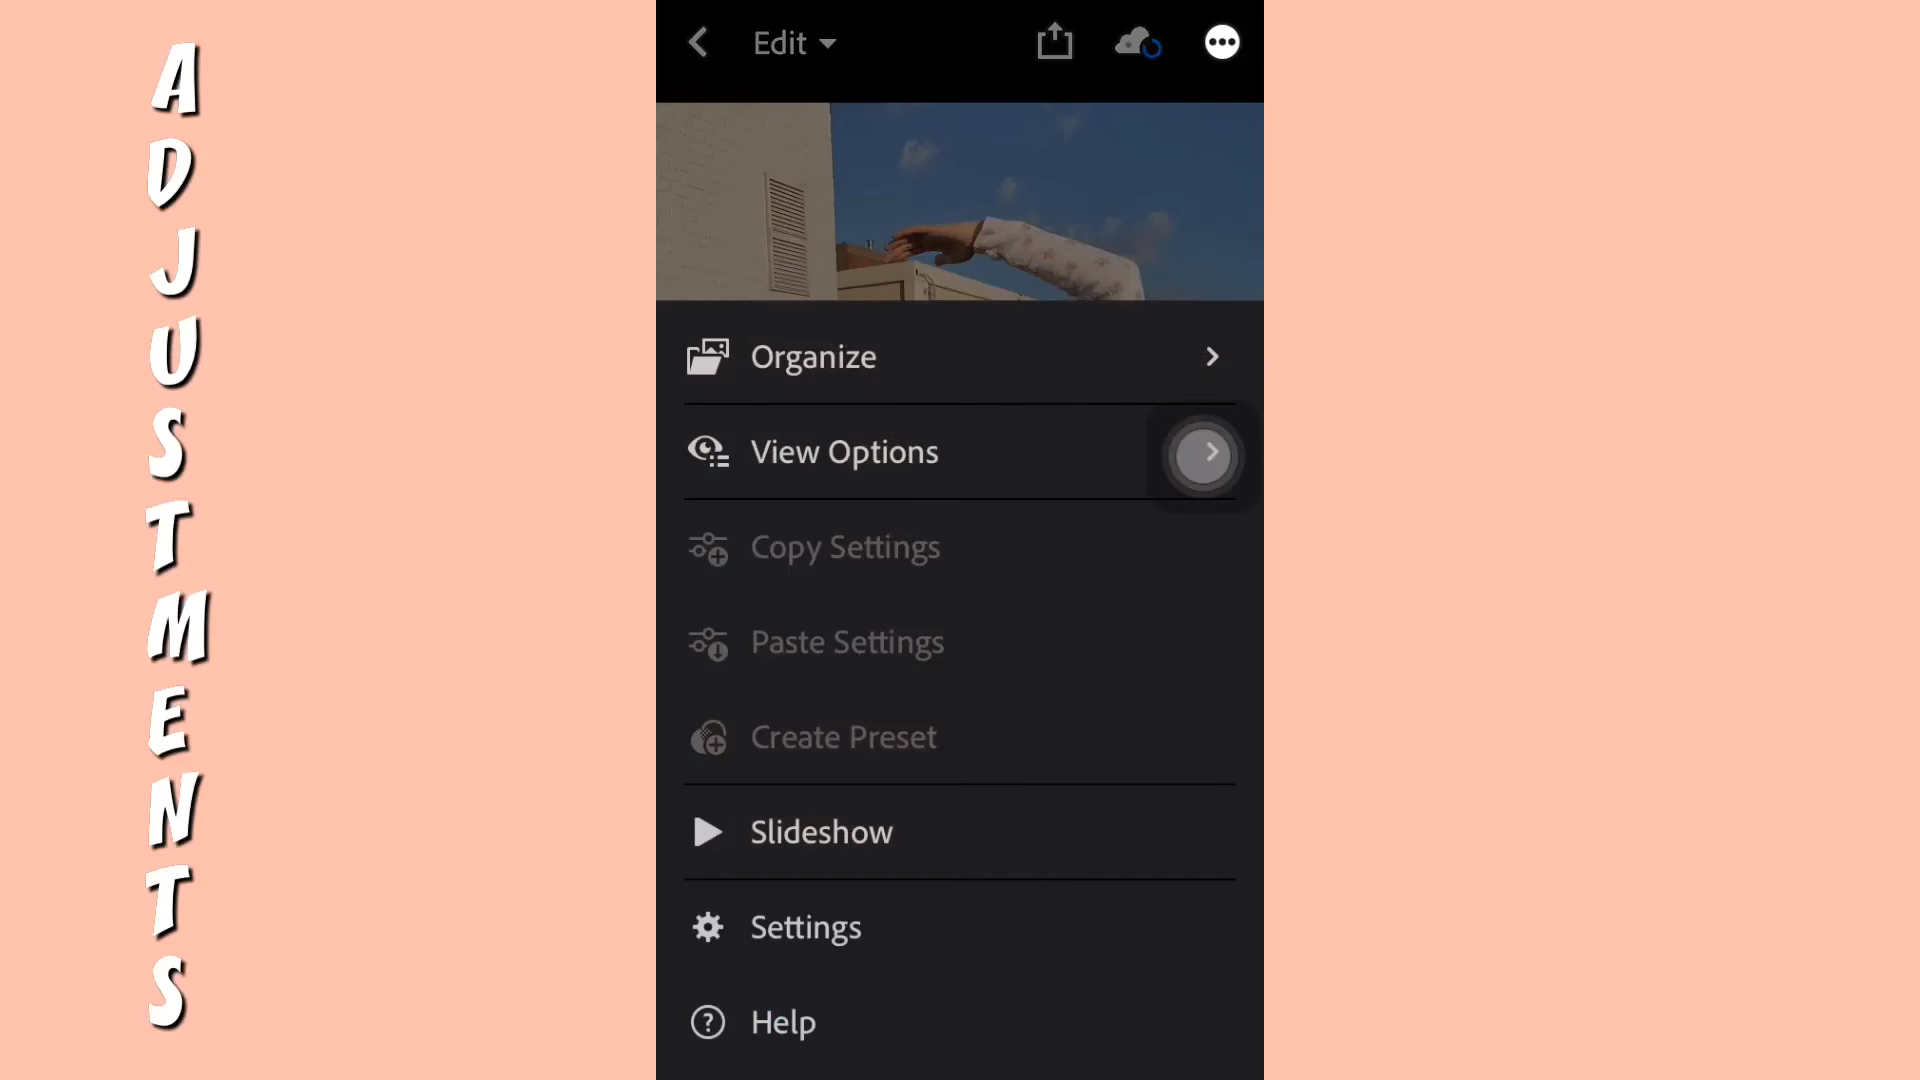 ADJUSTMENTS
Edit
Organize
View Options
Copy Settings
Paste Settings
Create Preset
Slideshow
Settings
Help